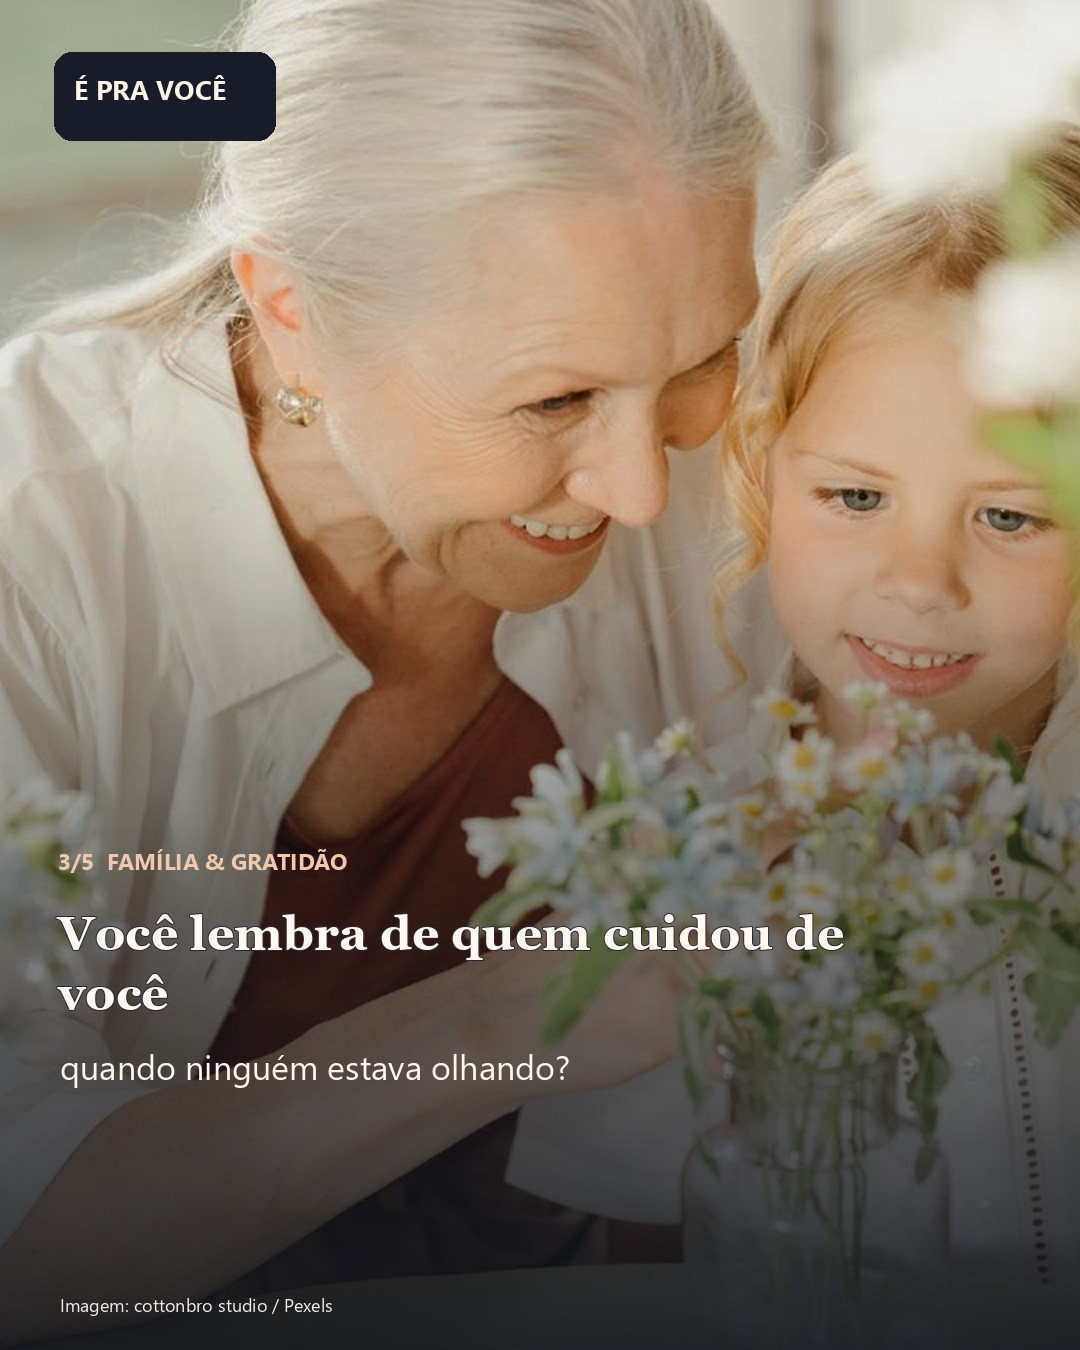 É PRA VOCÊ
3/5 FAMÍLIA & GRATIDÃO
Você lembra de quem cuidou de
você
quando ninguém estava olhando?
Imagem: cottonbro studio / Pexels